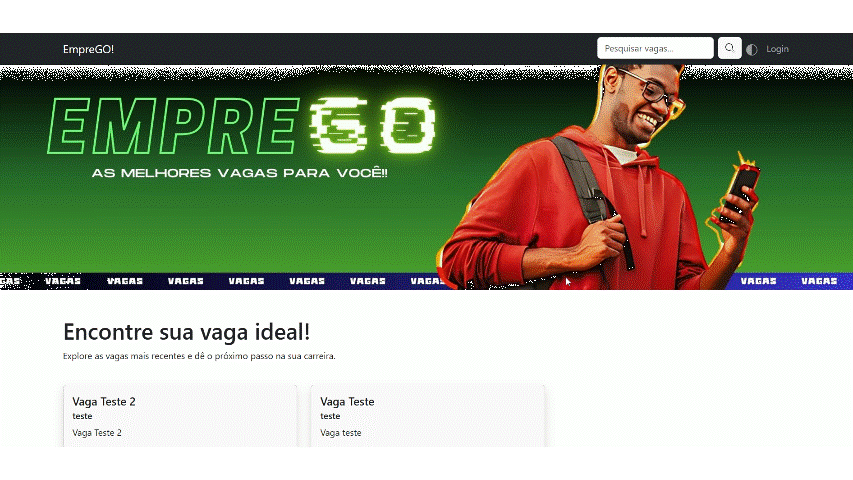 EmpreGO!
Pesquisar vagas...
Login
EMPREGO
AS MELHORES VAGAS PARA VOCÊ!!
VAGAS VAGAS VAGAS VAGAS VAGAS VAGAS VAGAS VAGAS
Encontre sua vaga ideal!
Explore as vagas mais recentes e dê o próximo passo na sua carreira.
Vaga Teste 2
teste
Vaga Teste 2
Vaga Teste
teste
Vaga teste